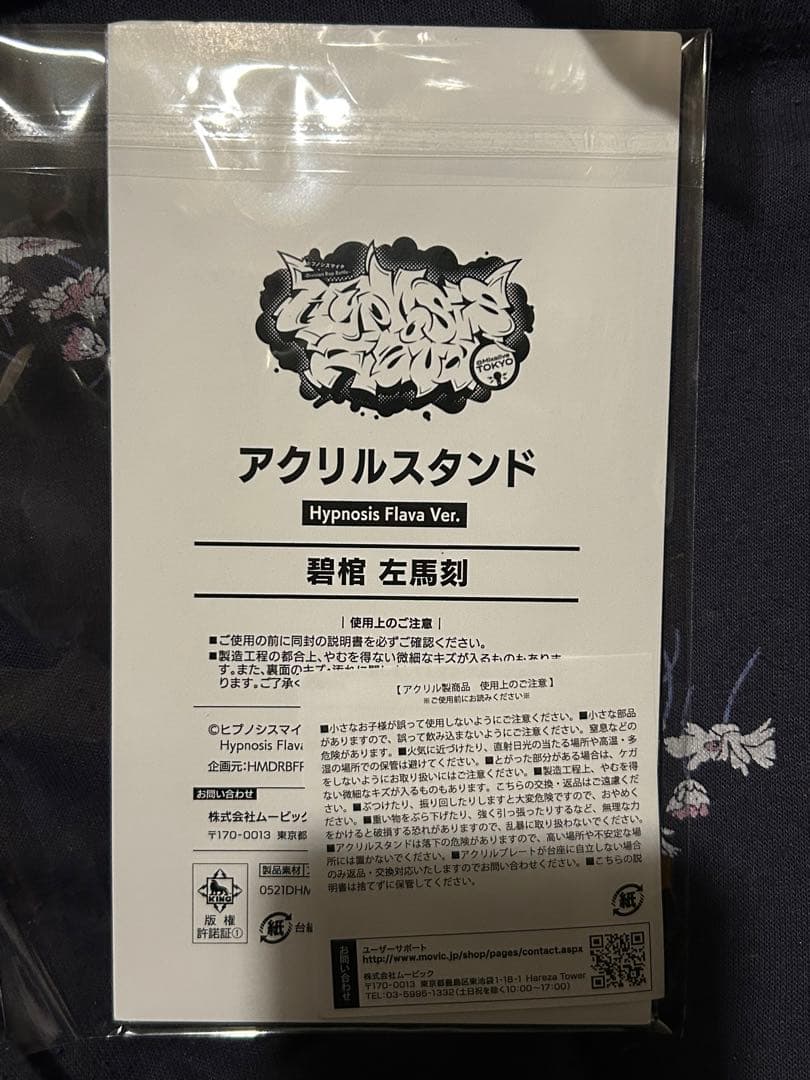 ヒプノシスマイク
-Division Rap Battle-
Hypnosis
Flava
@Mixalive
TOKYO
アクリルスタンド
Hypnosis Flava Ver.
碧棺 左馬刻
| 使用上のご注意 |
■ご使用の前に同封の説明書を必ずご確認ください。
■製造工程の都合上、やむを得ない微細なキズが入るものもありま
す。また、裏面の
ります。ご了承く
©ヒプノシスマイ
Hypnosis Flava
企画元:HMDRBFF
お問い合わせ
株式会社ムービック
〒170-0013 東京都
KING
版権
許諾証①
製品素材
0521DHM
紙 台紙
【アクリル製商品 使用上のご注意】
※ご使用前にお読みください※
■小さなお子様が誤って使用しないようにご注意ください。■小さな部品
がありますので、誤って飲み込まないようにご注意ください。窒息などの
危険があります。■火気に近づけたり、直射日光の当たる場所や高温・多
湿の場所での保管は避けてください。■とがった部分がある場合は、ケガ
をしないようにお取り扱いにはご注意ください。■製造工程上、やむを得
ない微細なキズが入るものもあります。こちらの交換・返品はご遠慮くだ
さい。■ぶつけたり、振り回したりしますと大変危険ですので、おやめく
ださい。■重い物をぶら下げたり、強く引っ張ったりするなど、無理な力
をかけると破損する恐れがありますので、乱暴に取り扱わないでください。
■アクリルスタンドは落下の危険がありますので、高い場所や不安定な場
所には置かないでください。■アクリルプレートが台座に自立しない場合
のみ返品・交換対応いたしますのでお問い合わせください。■こちらの説
明書は捨てずに保管してください。
紙
お問い合わせ
ユーザーサポート
http://www.movic.jp/shop/pages/contact.aspx
株式会社ムービック
〒170-0013 東京都豊島区東池袋1-18-1 Hareza Tower
TEL:03-5995-1332(土日祝を除く10:00~17:00)